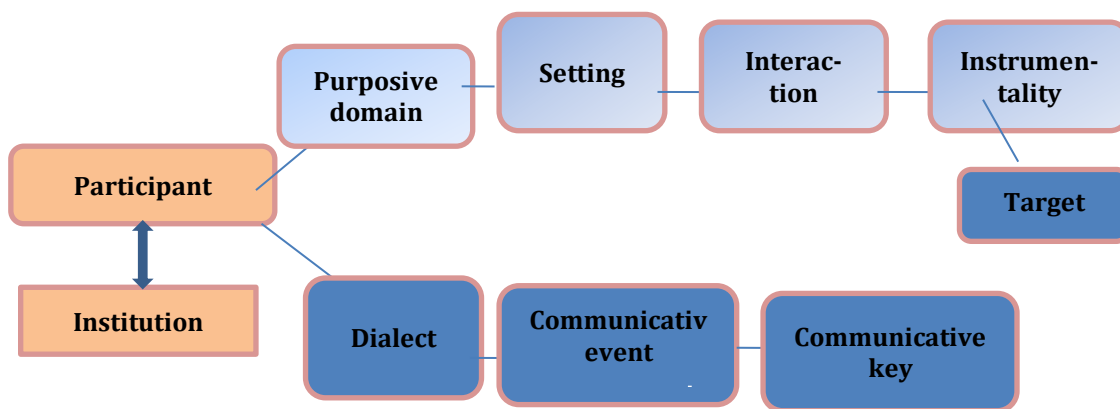 Purposive
domain
Setting
Interac-
tion
Instrumen-
tality
Participant
Target
Institution
Dialect
Communicativ
event
-
Communicative
key